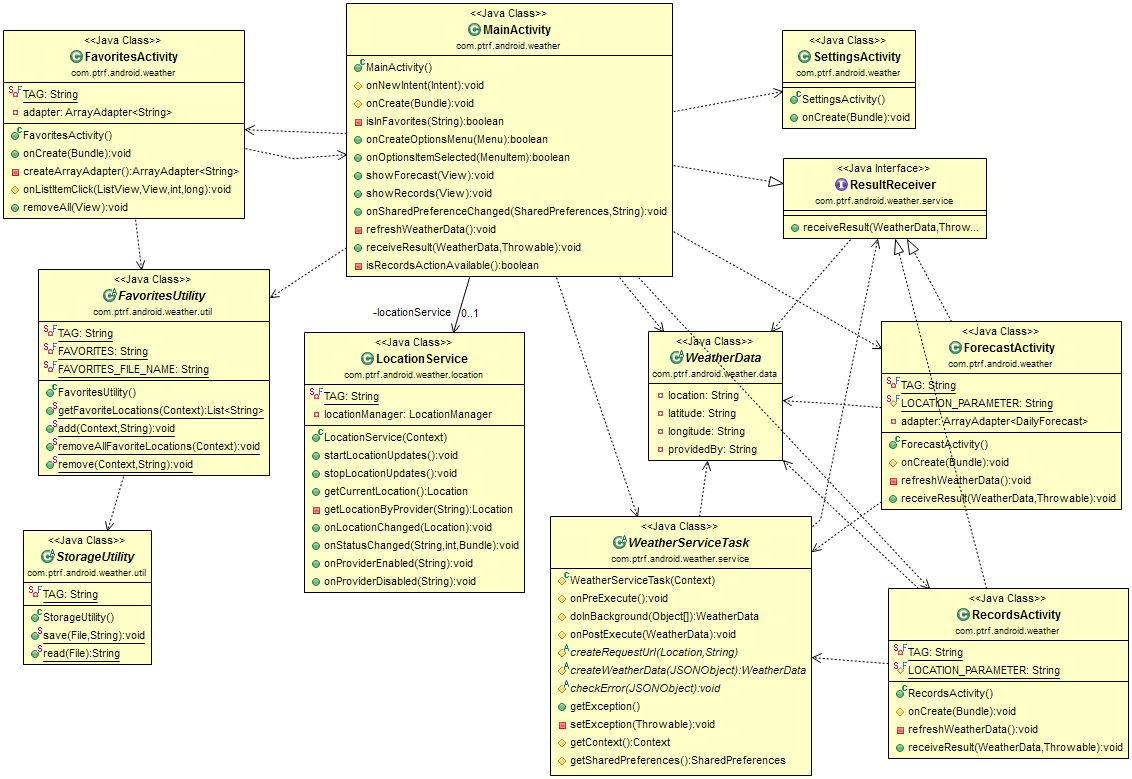 <<Java Class>>
FavoritesActivity
com.ptrf.android.weather
TAG: String
adapter: ArrayAdapter<String>
FavoritesActivity()
onCreate(Bundle):void
createArrayAdapter():ArrayAdapter<String>
onListItemClick(ListView,View,int,long):void
removeAll(View):void
<<Java Class>>
MainActivity
com.ptrf.android.weather
MainActivity()
onNewIntent(Intent):void
onCreate(Bundle):void
isInFavorites(String):boolean
onCreateOptionsMenu(Menu):boolean
onOptionsItemSelected(MenuItem):boolean
showForecast(View):void
showRecords(View):void
onSharedPreferenceChanged(SharedPreferences,String):void
refreshWeatherData():void
receiveResult(WeatherData,Throwable):void
isRecordsActionAvailable():boolean
<<Java Class>>
SettingsActivity
com.ptrf.android.weather
SettingsActivity()
onCreate(Bundle):void
<<Java Interface>>
ResultReceiver
com.ptrf.android.weather.service
receiveResult(WeatherData,Throw...
<<Java Class>>
FavoritesUtility
com.ptrf.android.weather.util
TAG: String
FAVORITES: String
FAVORITES_FILE_NAME: String
FavoritesUtility()
getFavoriteLocations(Context):List<String>
add(Context,String):void
removeAllFavoriteLocations(Context):void
remove(Context,String):void
-locationService
0..1
<<Java Class>>
LocationService
com.ptrf.android.weather.location
TAG: String
locationManager: LocationManager
LocationService(Context)
startLocationUpdates():void
stopLocationUpdates():void
getCurrentLocation():Location
getLocationByProvider(String):Location
onLocationChanged(Location):void
onStatusChanged(String,int,Bundle):void
onProviderEnabled(String):void
onProviderDisabled(String):void
<<Java Class>>
WeatherData
com.ptrf.android.weather.data
location: String
latitude: String
longitude: String
providedBy: String
<<Java Class>>
ForecastActivity
com.ptrf.android.weather
TAG: String
LOCATION_PARAMETER: String
adapter: ArrayAdapter<DailyForecast>
ForecastActivity()
onCreate(Bundle):void
refreshWeatherData():void
receiveResult(WeatherData,Throwable):void
<<Java Class>>
StorageUtility
com.ptrf.android.weather.util
TAG: String
StorageUtility()
save(File,String):void
read(File):String
<<Java Class>>
WeatherServiceTask
com.ptrf.android.weather.service
WeatherServiceTask(Context)
onPreExecute():void
doInBackground(Object[]):WeatherData
onPostExecute(WeatherData):void
createRequestUrl(Location,String)
createWeatherData(JSONObject):WeatherData
checkError(JSONObject):void
getException()
setException(Throwable):void
getContext():Context
getSharedPreferences():SharedPreferences
<<Java Class>>
RecordsActivity
com.ptrf.android.weather
TAG: String
LOCATION_PARAMETER: String
RecordsActivity()
onCreate(Bundle):void
refreshWeatherData():void
receiveResult(WeatherData,Throwable):void